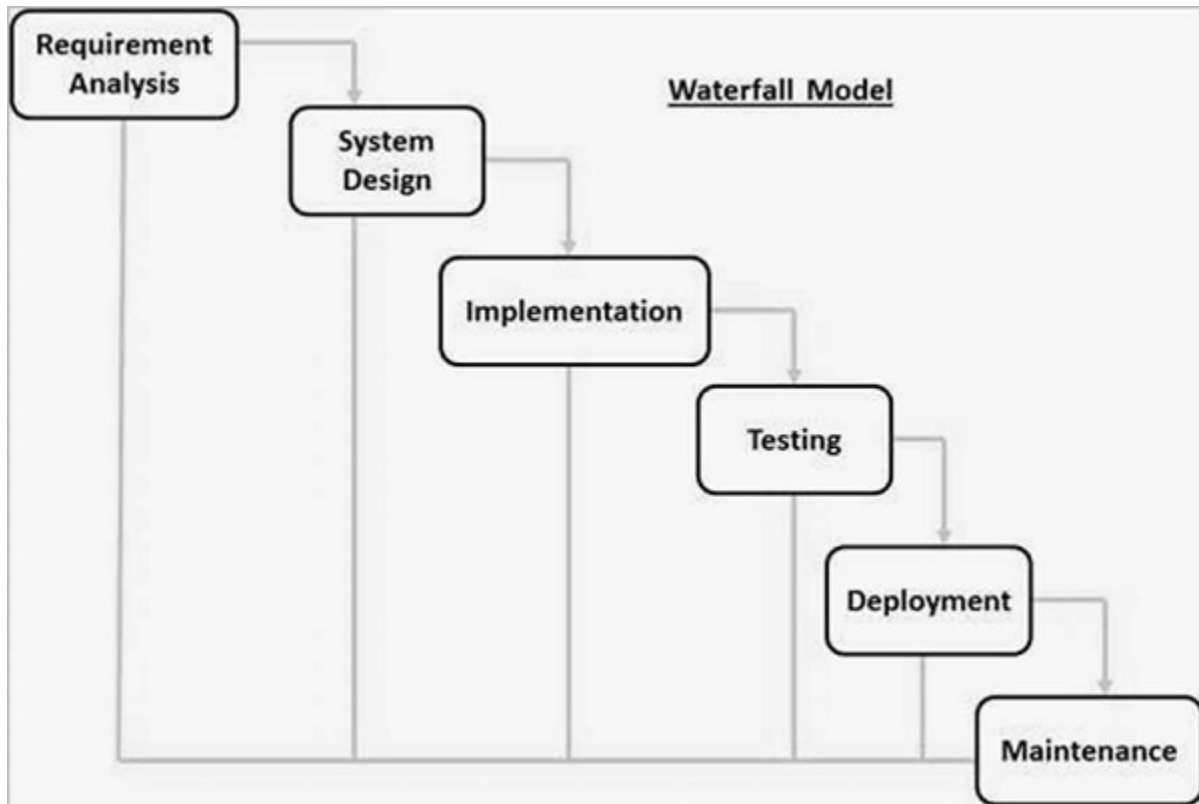 Requirement
Analysis
Waterfall Model
System
Design
Implementation
Testing
Deployment
Maintenance